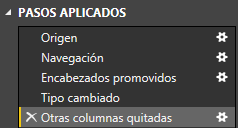 PASOS APLICADOS
Origen
Navegación
Encabezados promovidos
Tipo cambiado
Otras columnas quitadas